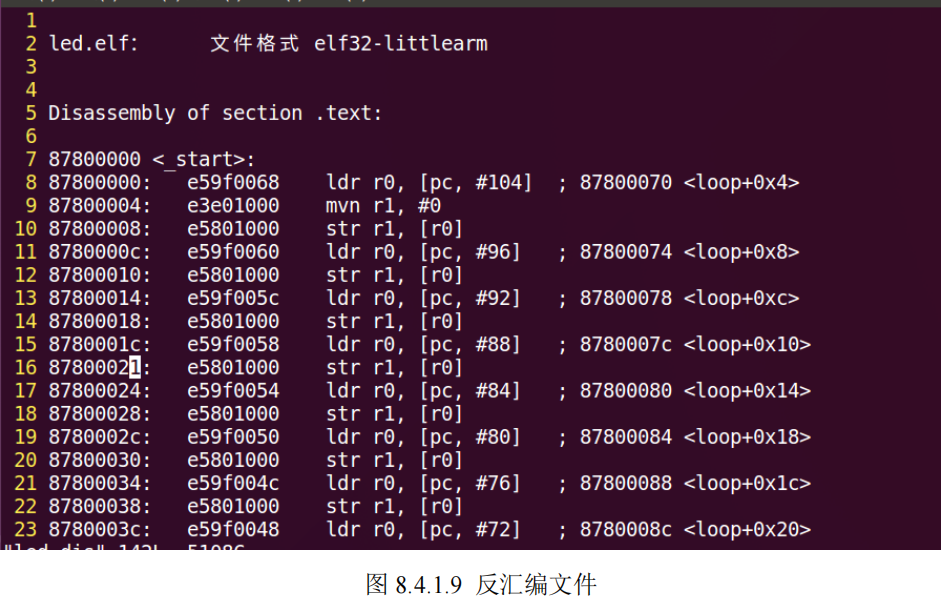 1
2 led.elf:      文件格式 elf32-littlearm
3
4
5 Disassembly of section .text:
6
7 87800000 <_start>:
8 87800000:   e59f0068    ldr r0, [pc, #104]  ; 87800070 <loop+0x4>
9 87800004:   e3e01000    mvn r1, #0
10 87800008:   e5801000    str r1, [r0]
11 8780000c:   e59f0060    ldr r0, [pc, #96]   ; 87800074 <loop+0x8>
12 87800010:   e5801000    str r1, [r0]
13 87800014:   e59f005c    ldr r0, [pc, #92]   ; 87800078 <loop+0xc>
14 87800018:   e5801000    str r1, [r0]
15 8780001c:   e59f0058    ldr r0, [pc, #88]   ; 8780007c <loop+0x10>
16 87800021:   e5801000    str r1, [r0]
17 87800024:   e59f0054    ldr r0, [pc, #84]   ; 87800080 <loop+0x14>
18 87800028:   e5801000    str r1, [r0]
19 8780002c:   e59f0050    ldr r0, [pc, #80]   ; 87800084 <loop+0x18>
20 87800030:   e5801000    str r1, [r0]
21 87800034:   e59f004c    ldr r0, [pc, #76]   ; 87800088 <loop+0x1c>
22 87800038:   e5801000    str r1, [r0]
23 8780003c:   e59f0048    ldr r0, [pc, #72]   ; 8780008c <loop+0x20>
图 8.4.1.9 反汇编文件